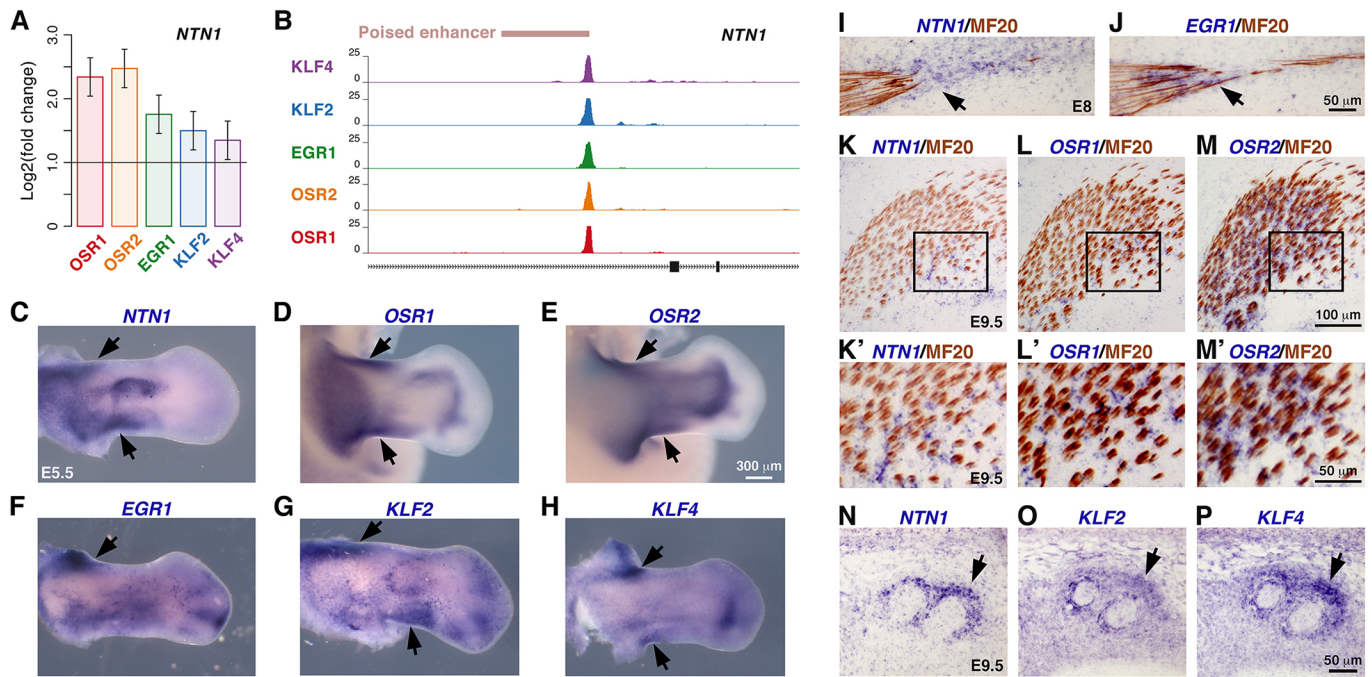 A
NTN1
Log2(fold change)
3.0
2.0
1.0
0
OSR1
OSR2
EGR1
KLF2
KLF4
B
Poised enhancer
NTN1
KLF4
25
0
KLF2
25
0
EGR1
25
0
OSR2
25
0
OSR1
25
0
C
NTN1
E5.5
D
OSR1
E
OSR2
300 µm
F
EGR1
G
KLF2
H
KLF4
I
NTN1/MF20
E8
J
EGR1/MF20
50 µm
K
NTN1/MF20
E9.5
L
OSR1/MF20
M
OSR2/MF20
100 µm
K’
NTN1/MF20
E9.5
L’
OSR1/MF20
M’
OSR2/MF20
50 µm
N
NTN1
E9.5
O
KLF2
P
KLF4
50 µm